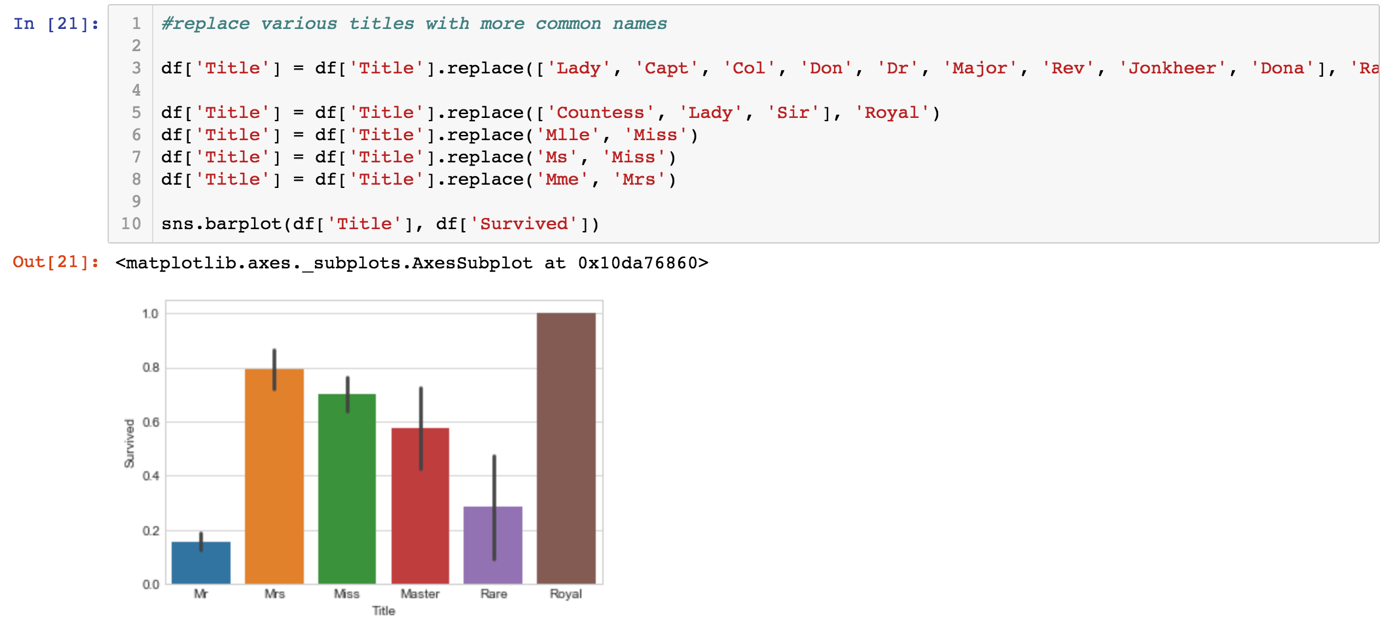 In [21]:
1 #replace various titles with more common names
2
3 df['Title'] = df['Title'].replace(['Lady', 'Capt', 'Col', 'Don', 'Dr', 'Major', 'Rev', 'Jonkheer', 'Dona'], 'Ra
4
5 df['Title'] = df['Title'].replace(['Countess', 'Lady', 'Sir'], 'Royal')
6 df['Title'] = df['Title'].replace('Mlle', 'Miss')
7 df['Title'] = df['Title'].replace('Ms', 'Miss')
8 df['Title'] = df['Title'].replace('Mme', 'Mrs')
9
10 sns.barplot(df['Title'], df['Survived'])
Out[21]: <matplotlib.axes._subplots.AxesSubplot at 0x10da76860>
1.0
0.8
0.6
0.4
0.2
0.0
Survived
Mr Mrs Miss Master Rare Royal
Title